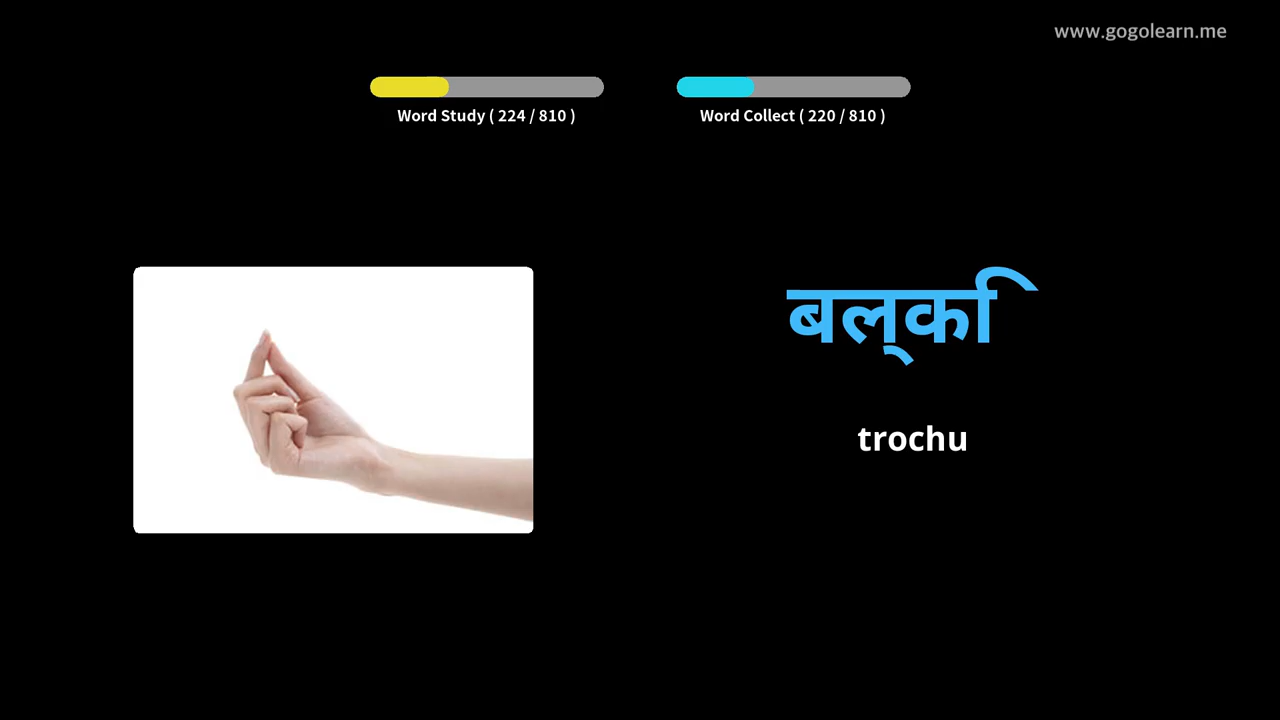 www.gogolearn.me
Word Study ( 224 / 810 )
Word Collect ( 220 / 810 )
बल्कि
trochu